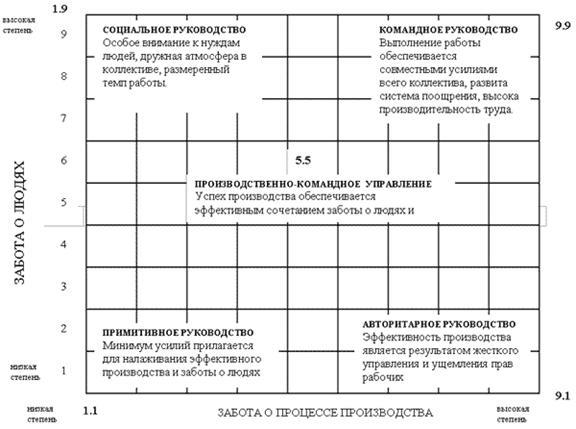 1.9
высокая
степень
9.9
9
8
7
6
5
4
3
2
1
ЗАБОТА О ЛЮДЯХ
СОЦИАЛЬНОЕ РУКОВОДСТВО
Особое внимание к нуждам
людей, дружная атмосфера в
коллективе, размеренный
темп работы.
КОМАНДНОЕ РУКОВОДСТВО
Выполнение работы
обеспечивается
совместными усилиями
всего коллектива, развита
система поощрения, высока
производительность труда.
5.5
ПРОИЗВОДСТВЕННО-КОМАНДНОЕ УПРАВЛЕНИЕ
Успех производства обеспечивается
эффективным сочетанием заботы о людях и
ПРИМИТИВНОЕ РУКОВОДСТВО
Минимум усилий прилагается
для налаживания эффективного
производства и заботы о людях
АВТОРИТАРНОЕ РУКОВОДСТВО
Эффективность производства
является результатом жесткого
управления и ущемления прав
рабочих
низкая
степень
9.1
низкая
степень
1.1
ЗАБОТА О ПРОЦЕССЕ ПРОИЗВОДСТВА
высокая
степень